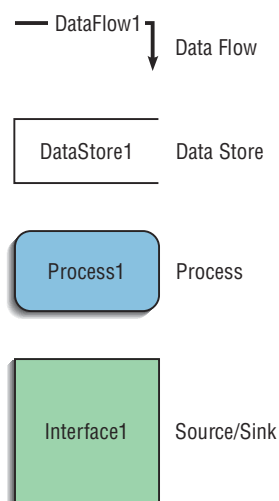 DataFlow1
Data Flow
DataStore1
Data Store
Process1
Process
Interface1
Source/Sink